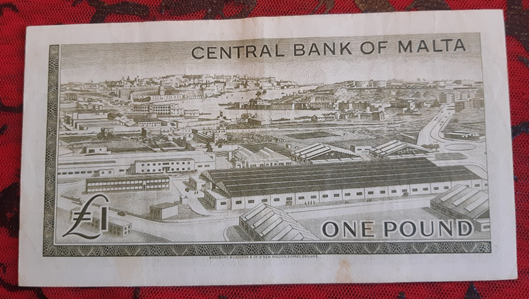 CENTRAL BANK OF MALTA
£1
ONE POUND